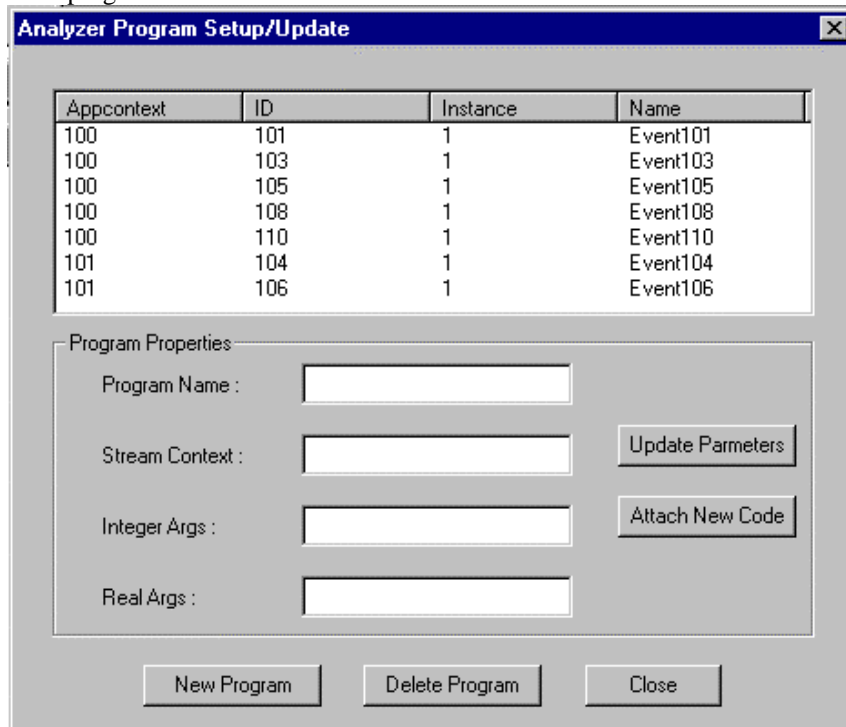 Analyzer Program Setup/Update
Appcontext ID Instance Name
100 101 1 Event101
100 103 1 Event103
100 105 1 Event105
100 108 1 Event108
100 110 1 Event110
101 104 1 Event104
101 106 1 Event106
Program Properties
Program Name :
Stream Context :
Update Parmeters
Integer Args :
Attach New Code
Real Args :
New Program Delete Program Close